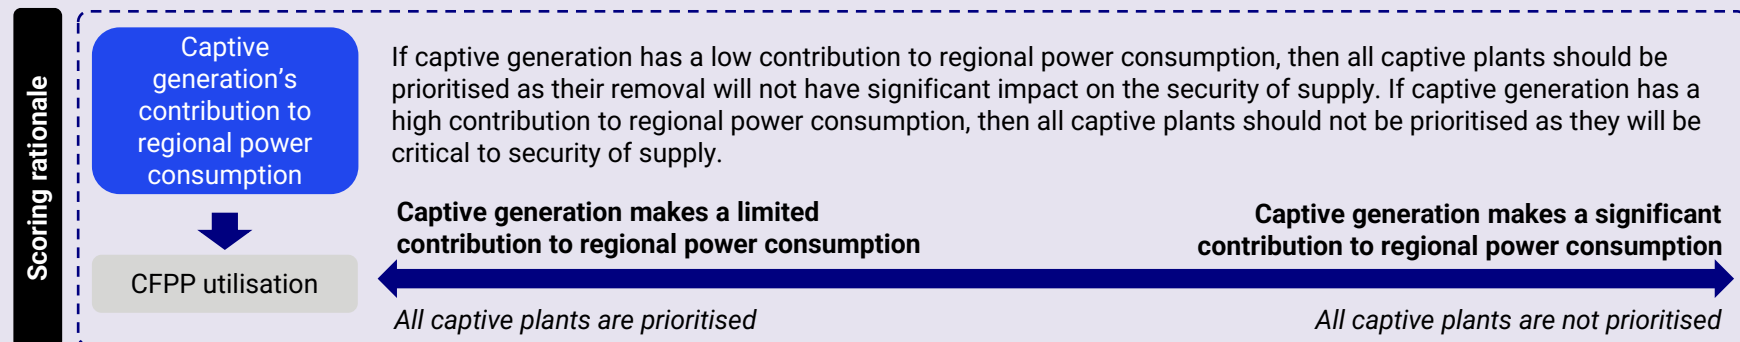 Scoring rationale
Captive
generation's
contribution to
regional power
consumption
CFPP utilisation
If captive generation has a low contribution to regional power consumption, then all captive plants should be
prioritised as their removal will not have significant impact on the security of supply. If captive generation has a
high contribution to regional power consumption, then all captive plants should not be prioritised as they will be
critical to security of supply.
Captive generation makes a limited
contribution to regional power consumption
Captive generation makes a significant
contribution to regional power consumption
All captive plants are prioritised
All captive plants are not prioritised